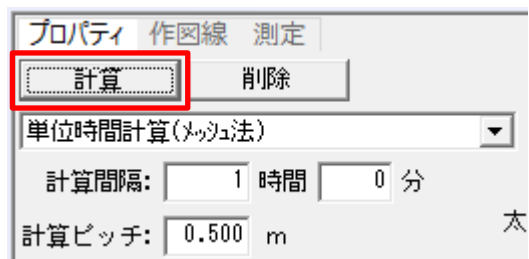 プロパティ 作図線 測定
計算 削除
単位時間計算(メッシュ法)
計算間隔: 1 時間 0 分
計算ピッチ: 0.500 m
太